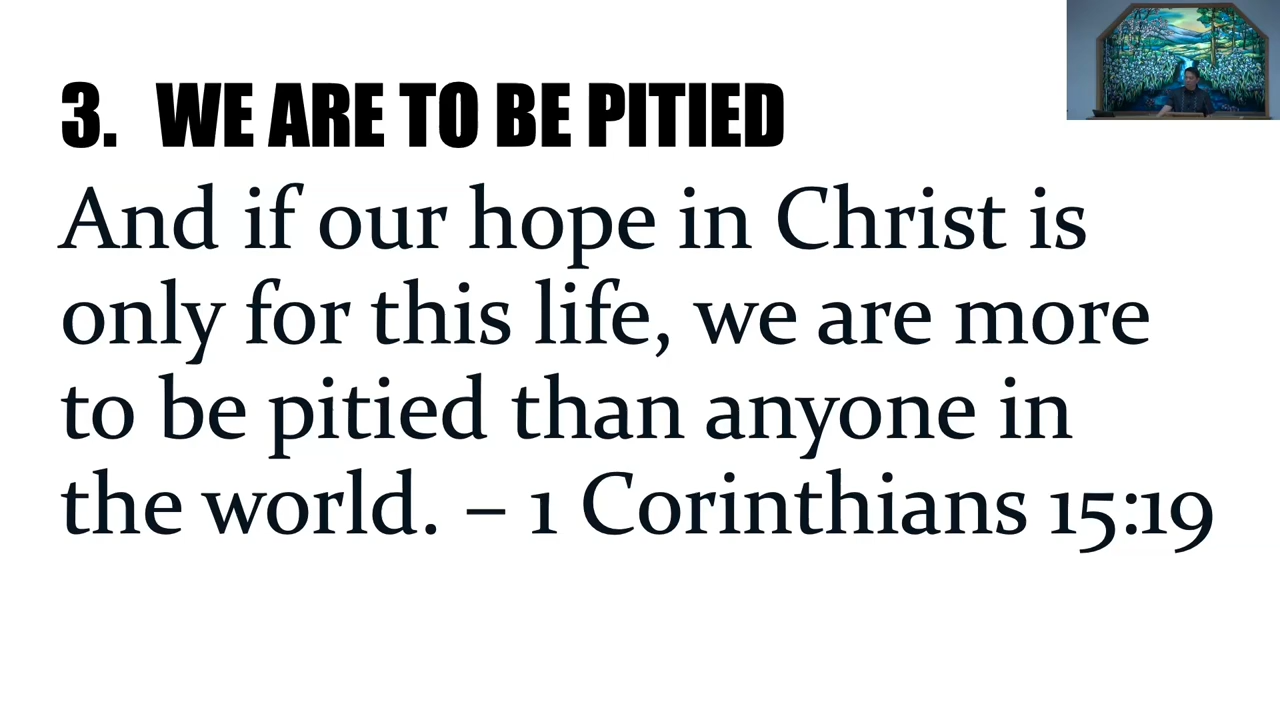 3. WE ARE TO BE PITIED
And if our hope in Christ is
only for this life, we are more
to be pitied than anyone in
the world. – 1 Corinthians 15:19